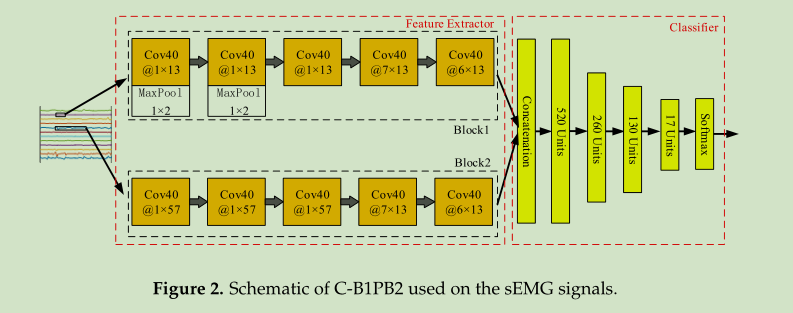 Feature Extractor
Classifier
Cov40
@1×13
MaxPool
1×2
Cov40
@1×13
MaxPool
1×2
Cov40
@1×13
Cov40
@7×13
Cov40
@6×13
Block1
Block2
Cov40
@1×57
Cov40
@1×57
Cov40
@1×57
Cov40
@7×13
Cov40
@6×13
Concatenation
520 Units
260 Units
130 Units
17 Units
Softmax
Figure 2. Schematic of C-B1PB2 used on the sEMG signals.